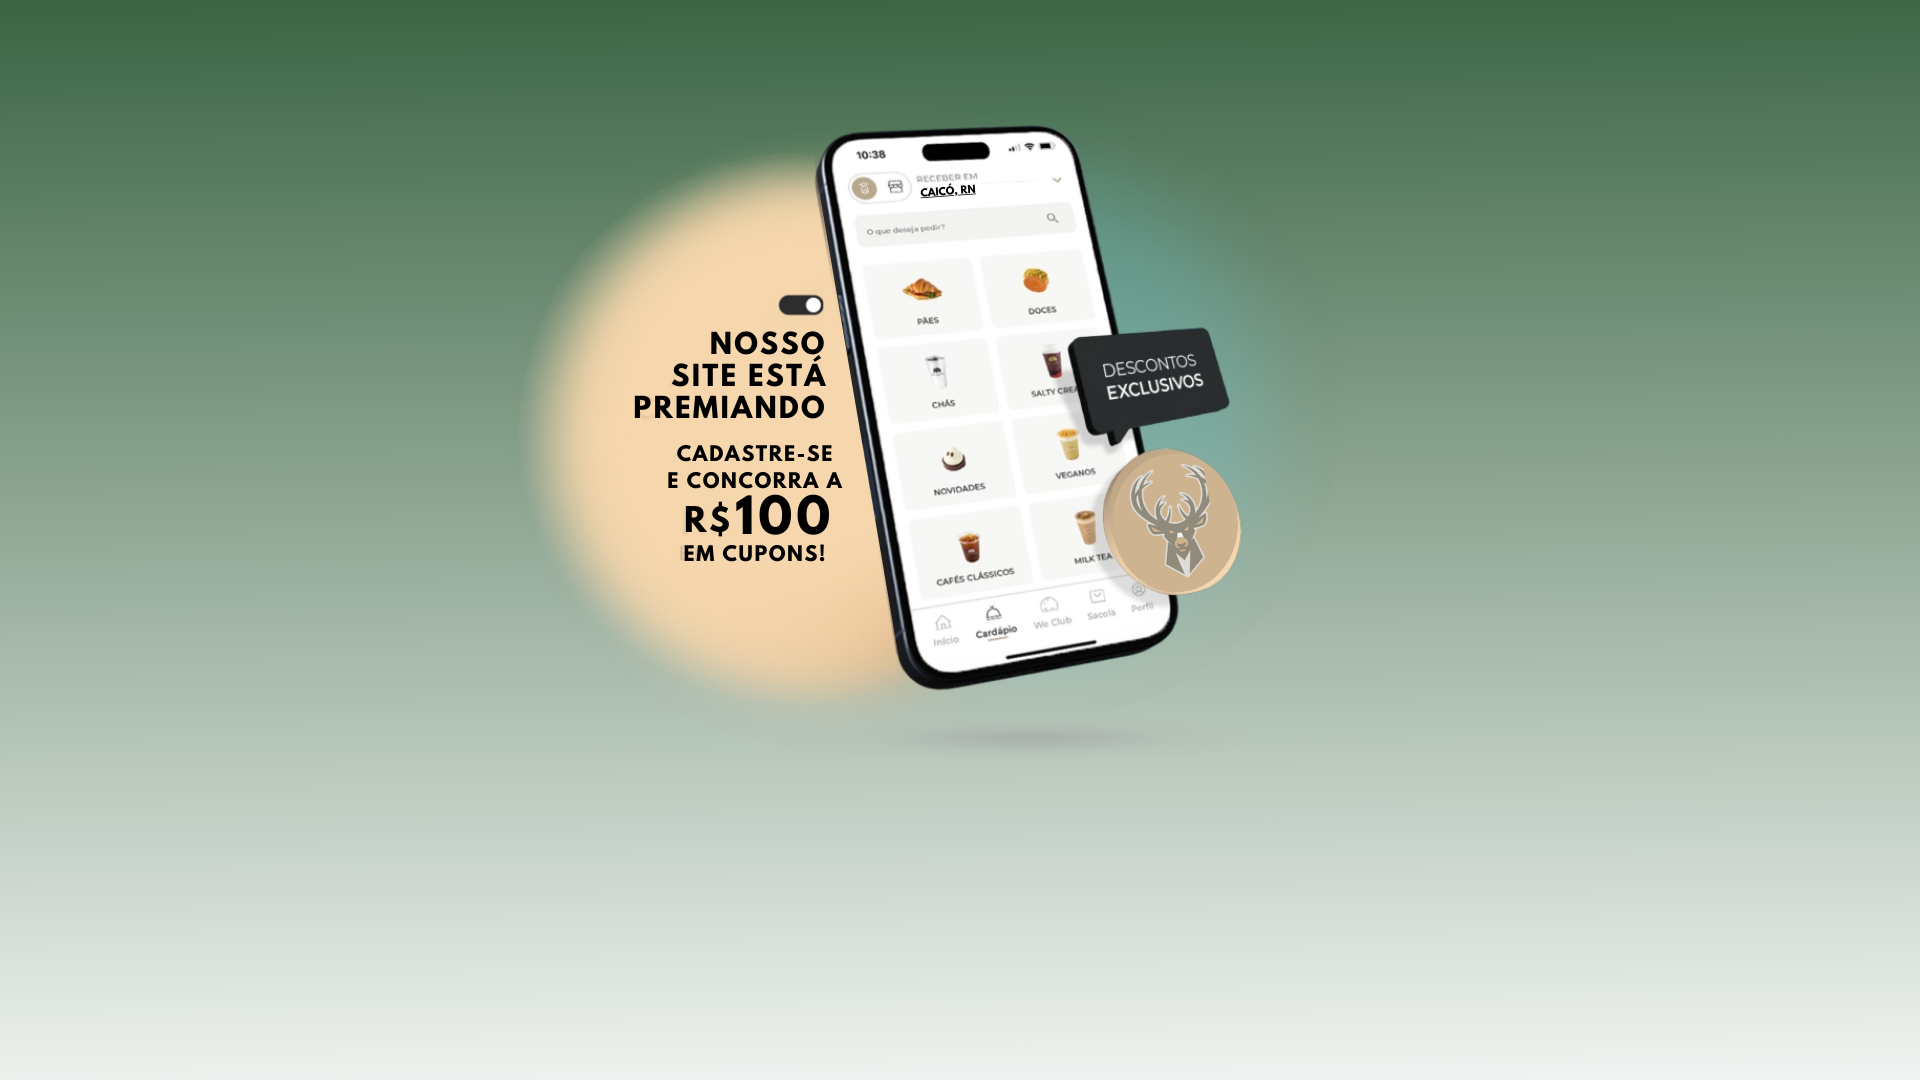 NOSSO
SITE ESTÁ
PREMIANDO
CADASTRE-SE
E CONCORRA A
R$100
EM CUPONS!
10:38
RECEBER EM
CAICÓ, RN
O que deseja pedir?
PÃES
DOCES
CHÁS
SALTY CREA
NOVIDADES
VEGANOS
CAFÉS CLÁSSICOS
MILK TEA
Início
Cardápio
We Club
Sacola
Perfil
DESCONTOS
EXCLUSIVOS